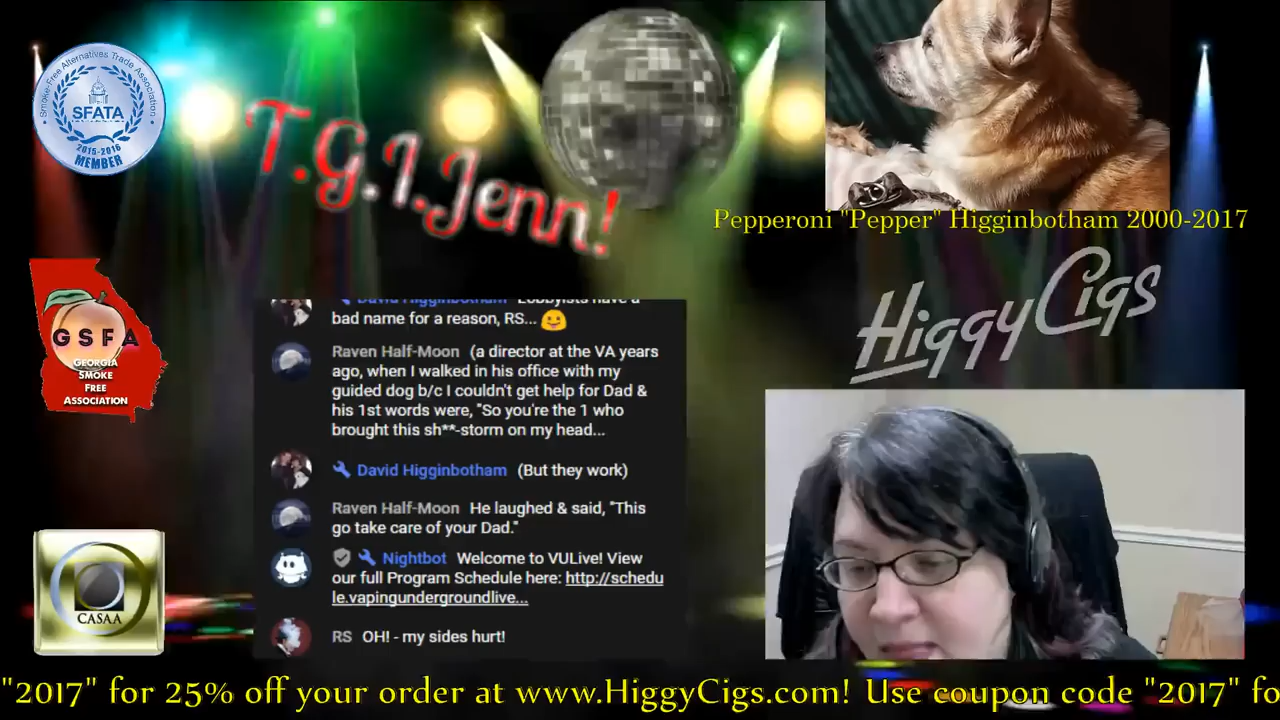 Smoke-Free Alternatives Trade Association
SFATA
2015-2016
MEMBER
T.G.I.Jenn!
Pepperoni "Pepper" Higginbotham 2000-2017
HiggyCigs
GSFA
GEORGIA
SMOKE
FREE
ASSOCIATION
CASAA
David Higginbotham Lobbyists have a
bad name for a reason, RS...
Raven Half-Moon (a director at the VA years
ago, when I walked in his office with my
guided dog b/c I couldn't get help for Dad &
his 1st words were, "So you're the 1 who
brought this sh**-storm on my head...
David Higginbotham (But they work)
Raven Half-Moon He laughed & said, "This
go take care of your Dad."
Nightbot Welcome to VULive! View
our full Program Schedule here: http://schedu
le.vapingundergroundlive...
RS OH! - my sides hurt!
"2017" for 25% off your order at www.HiggyCigs.com! Use coupon code "2017" fo